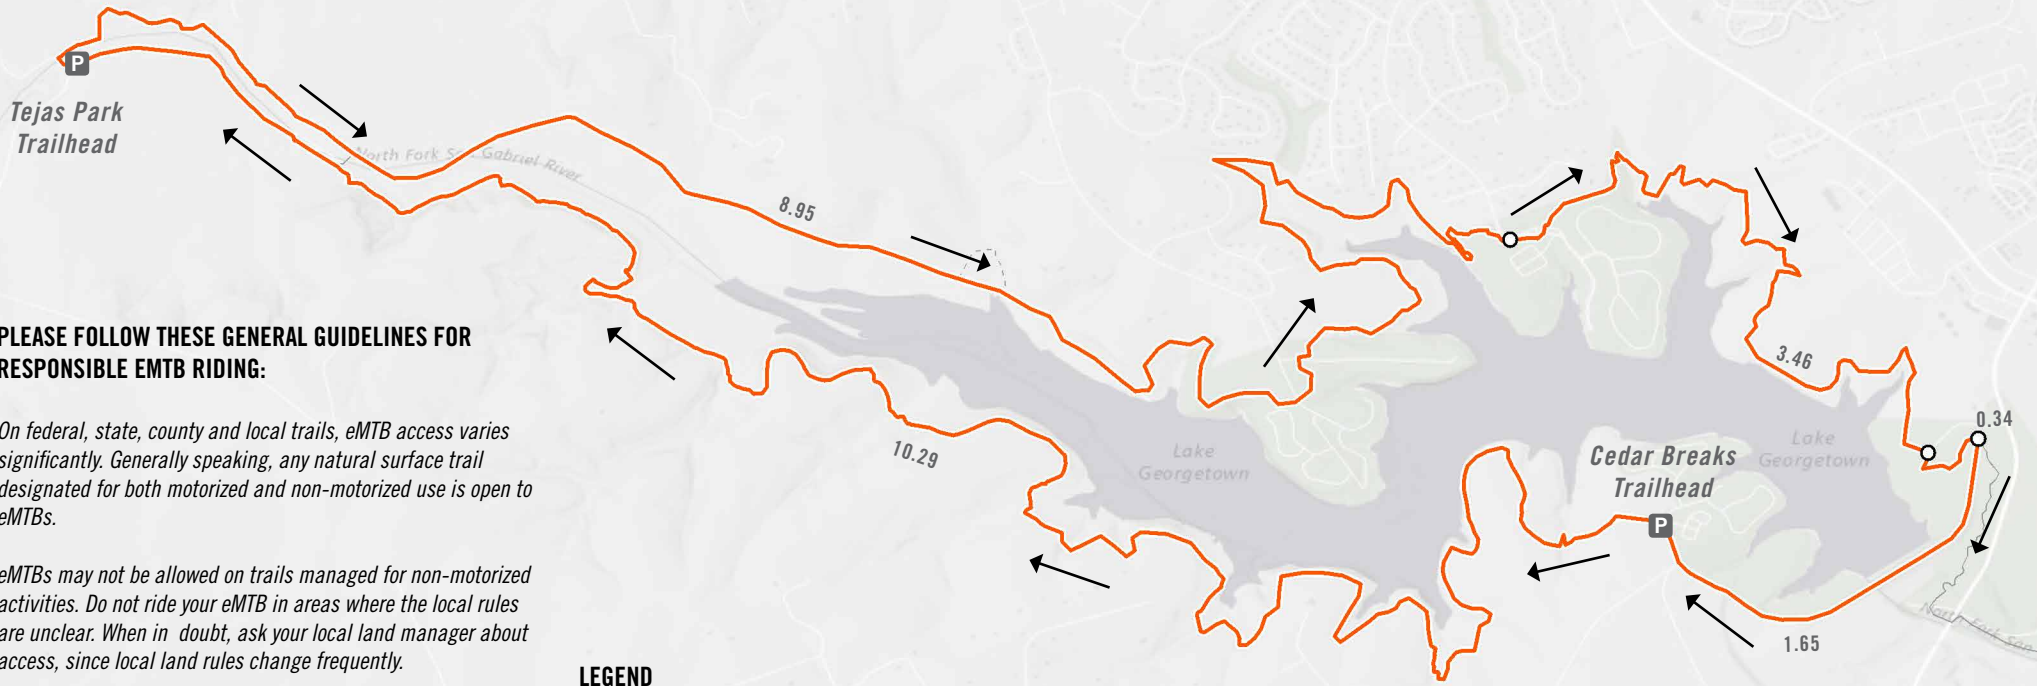 P
Tejas Park
Trailhead
North Fork San Gabriel River
8.95
PLEASE FOLLOW THESE GENERAL GUIDELINES FOR
RESPONSIBLE EMTB RIDING:
On federal, state, county and local trails, eMTB access varies
significantly. Generally speaking, any natural surface trail
designated for both motorized and non-motorized use is open to
eMTBs.
eMTBs may not be allowed on trails managed for non-motorized
activities. Do not ride your eMTB in areas where the local rules
are unclear. When in doubt, ask your local land manager about
access, since local land rules change frequently.
10.29
Lake
Georgetown
3.46
0.34
Cedar Breaks
Trailhead
P
Lake
Georgetown
1.65
North Fork San
LEGEND